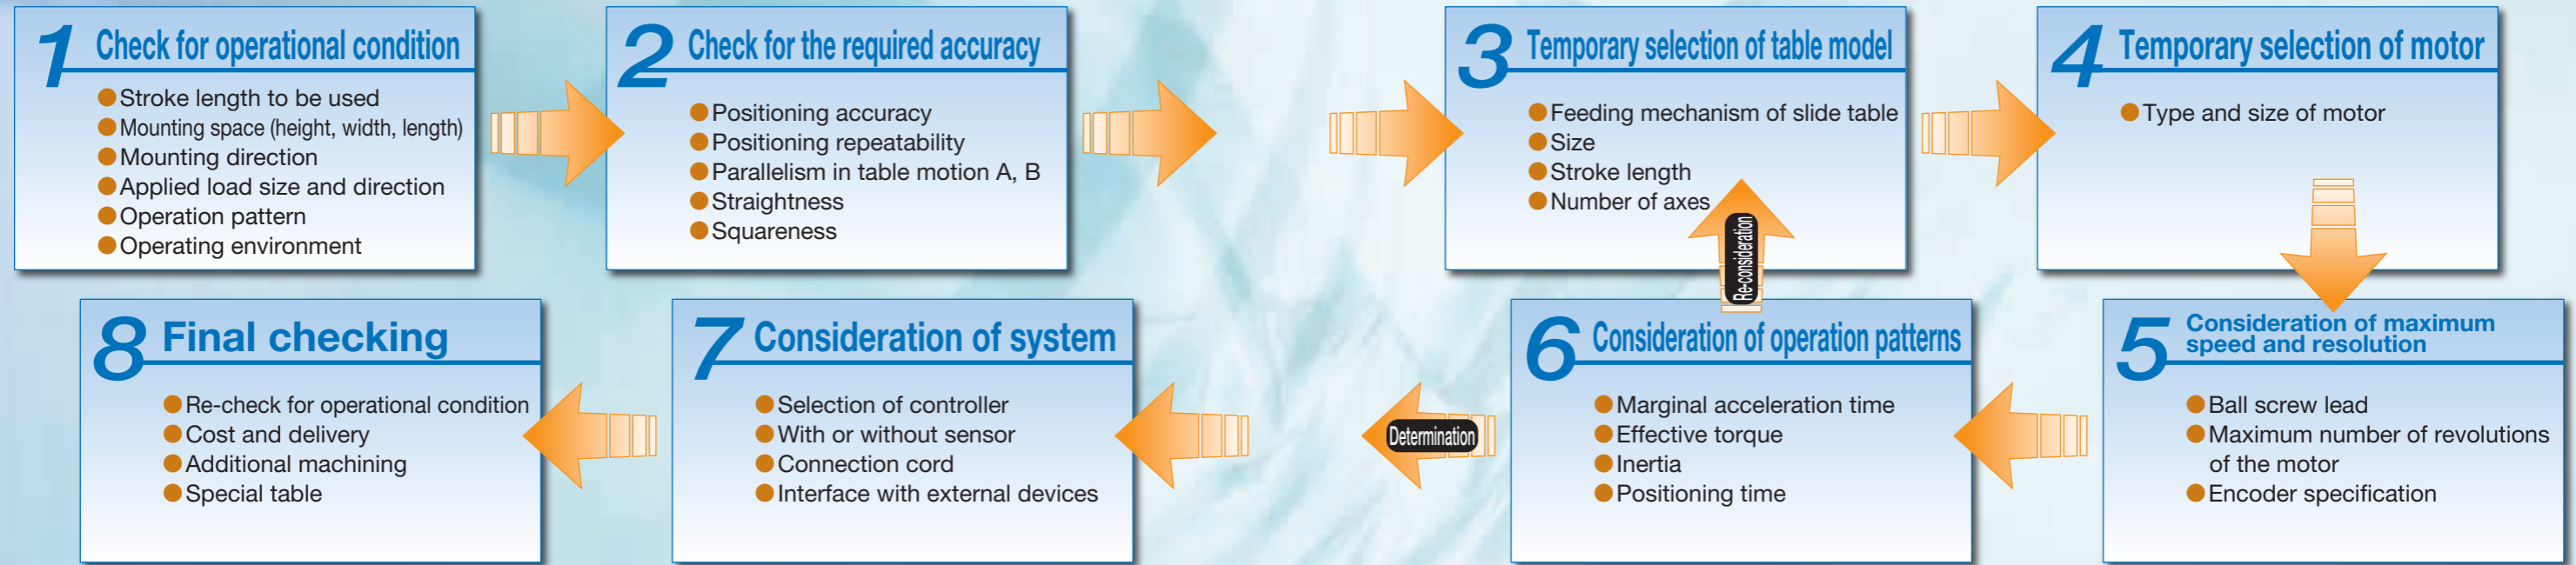 1 Check for operational condition
●Stroke length to be used
●Mounting space (height, width, length)
●Mounting direction
●Applied load size and direction
●Operation pattern
●Operating environment
2 Check for the required accuracy
●Positioning accuracy
●Positioning repeatability
●Parallelism in table motion A, B
●Straightness
●Squareness
3 Temporary selection of table model
●Feeding mechanism of slide table
●Size
●Stroke length
●Number of axes
4 Temporary selection of motor
●Type and size of motor
5 Consideration of maximum
speed and resolution
●Ball screw lead
●Maximum number of revolutions
of the motor
●Encoder specification
6 Consideration of operation patterns
●Marginal acceleration time
●Effective torque
●Inertia
●Positioning time
Re-consideration
Determination
7 Consideration of system
●Selection of controller
●With or without sensor
●Connection cord
●Interface with external devices
8 Final checking
●Re-check for operational condition
●Cost and delivery
●Additional machining
●Special table